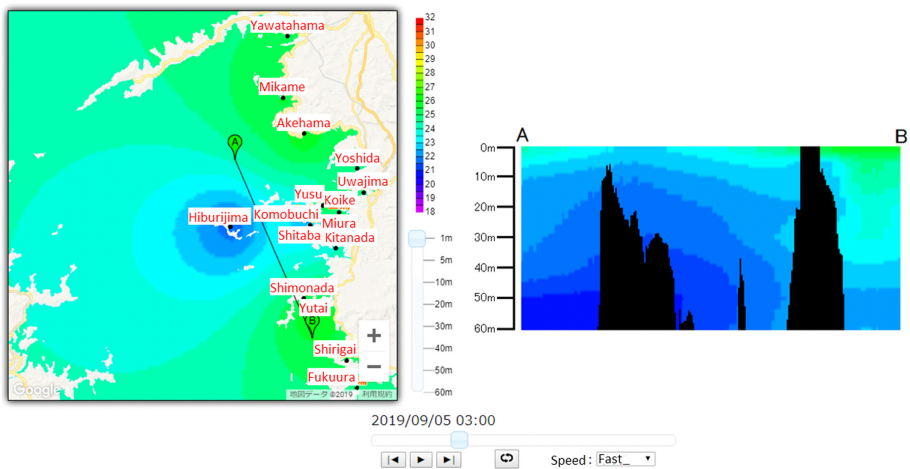 Yawatahama
Mikame
Akehama
A
Yoshida
Uwajima
Yusu
Koike
Hiburijima
Komobuchi
Miura
Shitaba
Kitanada
Shimonada
Yutai
B
Shirigai
Fukuura
+
−
Google
地図データ ©2019
利用規約
32
31
30
29
28
27
26
25
24
23
22
21
20
19
18
1m
5m
10m
20m
30m
40m
50m
60m
A
B
0m
10m
20m
30m
40m
50m
60m
2019/09/05 03:00
Speed : Fast_